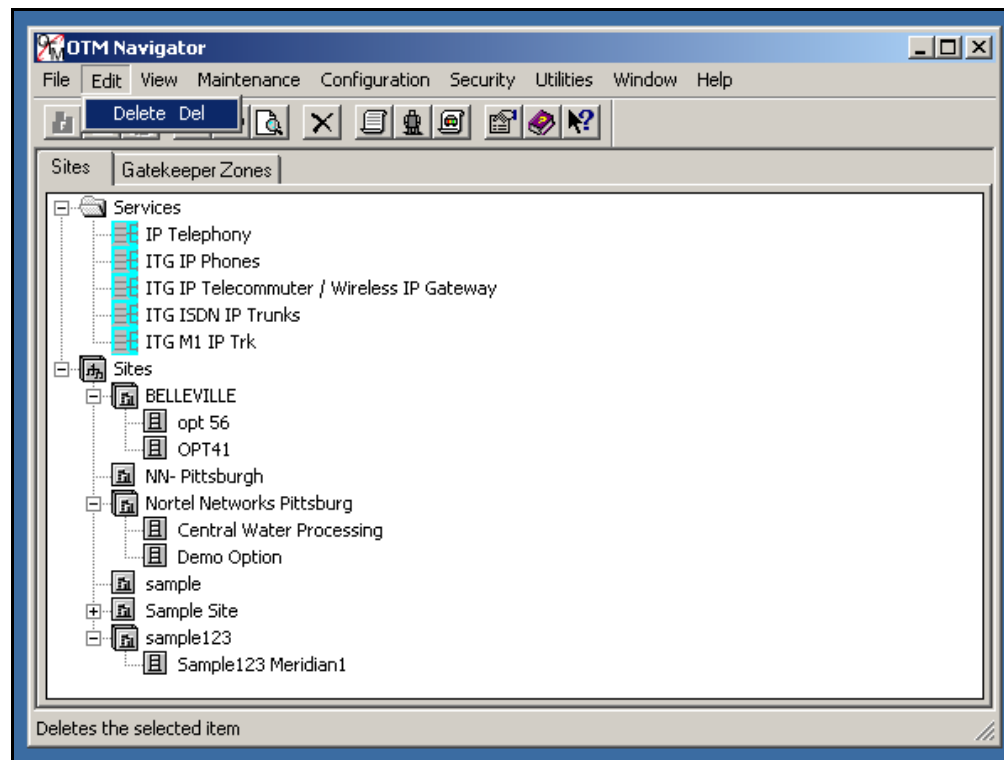 OTM Navigator
File Edit View Maintenance Configuration Security Utilities Window Help
Delete Del
Sites Gatekeeper Zones
Services
IP Telephony
ITG IP Phones
ITG IP Telecommuter / Wireless IP Gateway
ITG ISDN IP Trunks
ITG M1 IP Trk
Sites
BELLEVILLE
opt 56
OPT41
NN- Pittsburgh
Nortel Networks Pittsburg
Central Water Processing
Demo Option
sample
Sample Site
sample123
Sample123 Meridian1
Deletes the selected item